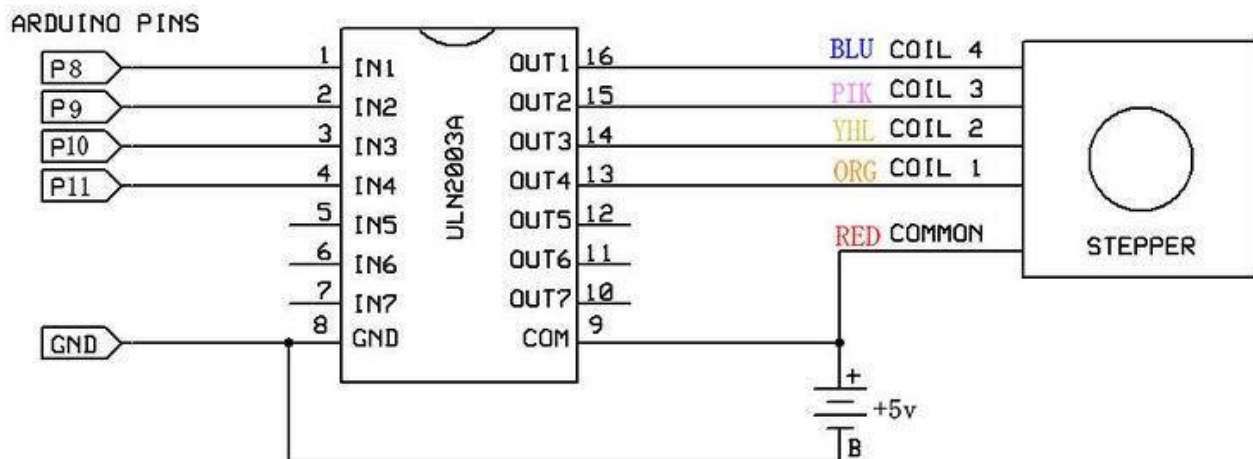 ARDUINO PINS
P8 1 IN1 OUT1 16 BLU COIL 4
P9 2 IN2 OUT2 15 PIK COIL 3
P10 3 IN3 OUT3 14 YHL COIL 2
P11 4 IN4 OUT4 13 ORG COIL 1
5 IN5 OUT5 12
6 IN6 OUT6 11 RED COMMON
7 IN7 OUT7 10 STEPPER
GND 8 GND COM 9
ULN2003A
+
+5v
B